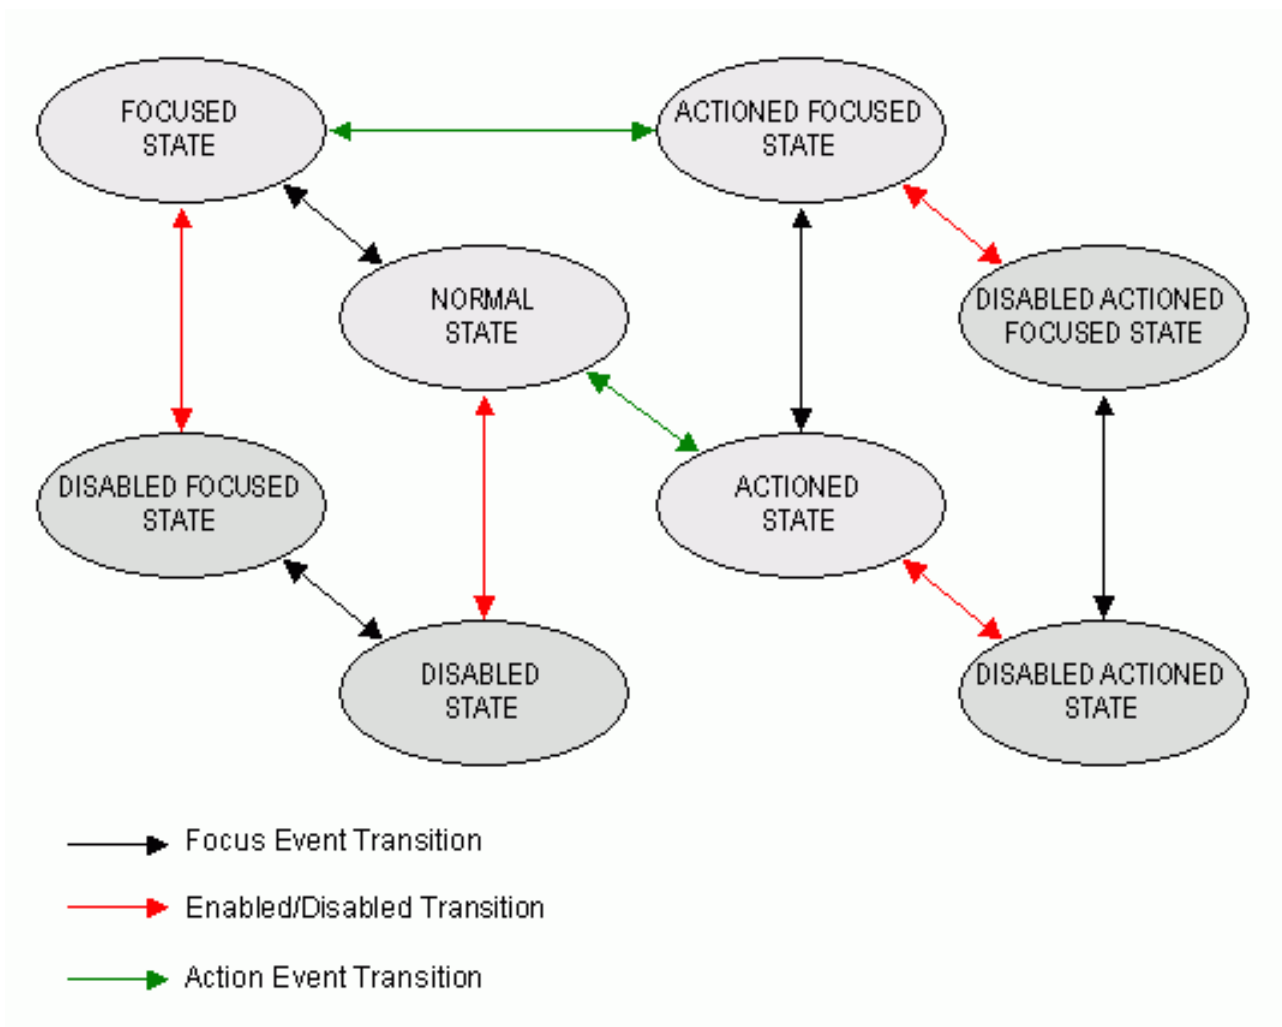 FOCUSED
STATE
ACTIONED FOCUSED
STATE
NORMAL
STATE
DISABLED ACTIONED
FOCUSED STATE
DISABLED FOCUSED
STATE
ACTIONED
STATE
DISABLED
STATE
DISABLED ACTIONED
STATE
Focus Event Transition
Enabled/Disabled Transition
Action Event Transition